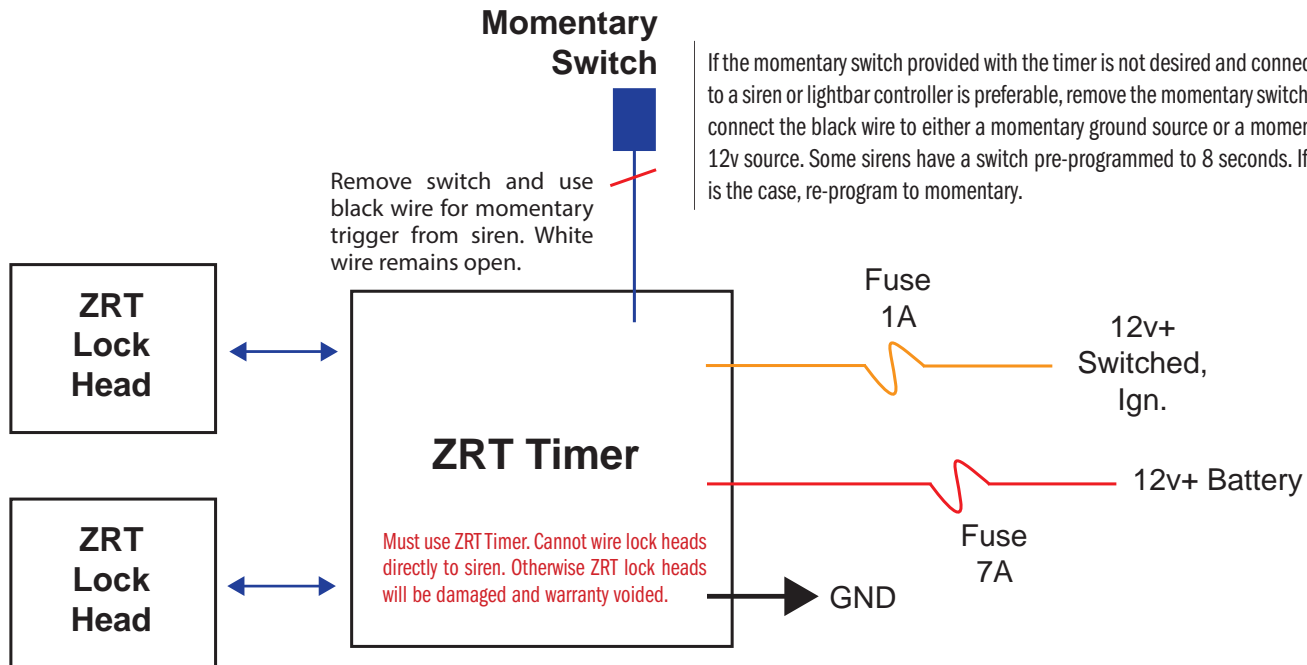 Momentary
Switch
If the momentary switch provided with the timer is not desired and connec
to a siren or lightbar controller is preferable, remove the momentary switch
connect the black wire to either a momentary ground source or a momen
12v source. Some sirens have a switch pre-programmed to 8 seconds. If
is the case, re-program to momentary.
Remove switch and use
black wire for momentary
trigger from siren. White
wire remains open.
ZRT
Lock
Head
Fuse
1A
12v+
Switched,
Ign.
ZRT Timer
12v+ Battery
Fuse
7A
ZRT
Lock
Head
Must use ZRT Timer. Cannot wire lock heads
directly to siren. Otherwise ZRT lock heads
will be damaged and warranty voided.
GND